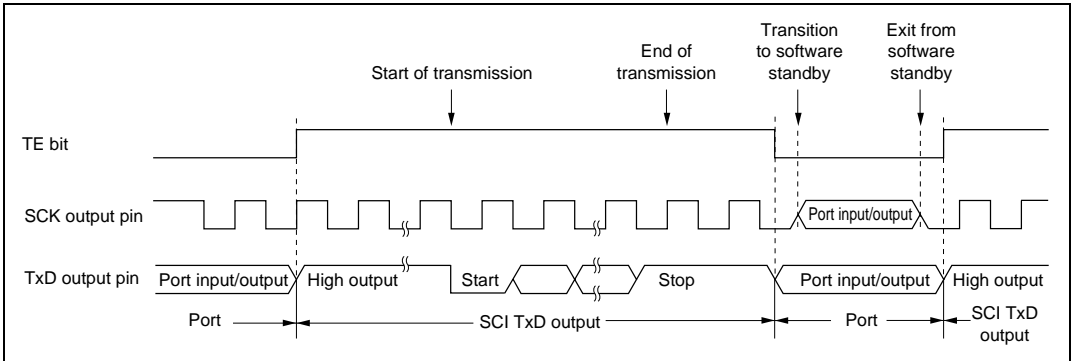 Transition
to software
standby
Exit from
software
standby
Start of transmission
End of
transmission
TE bit
SCK output pin
Port input/output
TxD output pin
Port input/output
High output
Start
Stop
Port input/output
High output
Port
SCI TxD output
Port
SCI TxD
output